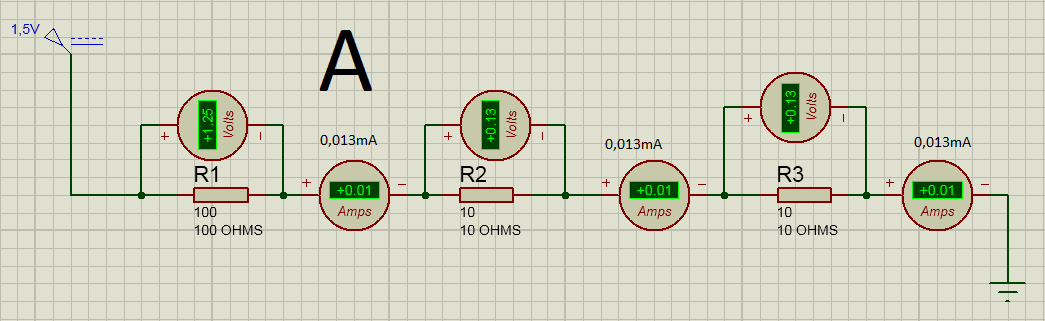 1,5V
A
+1.25
Volts
+
-
R1
100
100 OHMS
0,013mA
+
-
+0.01
Amps
+0.13
Volts
+
-
R2
10
10 OHMS
0,013mA
+
-
+0.01
Amps
+0.13
Volts
+
-
R3
10
10 OHMS
0,013mA
+
-
+0.01
Amps